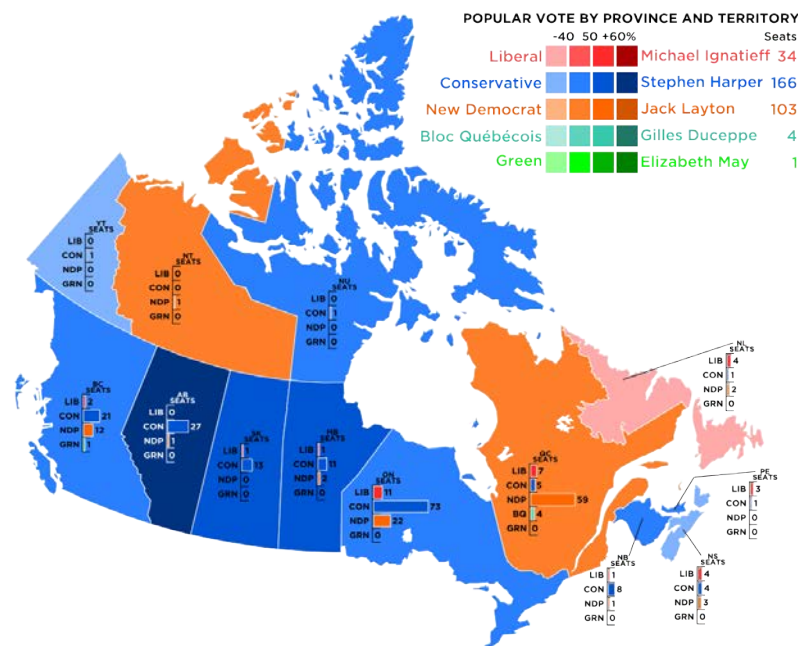 POPULAR VOTE BY PROVINCE AND TERRITORY
-40 50 +60% Seats
Liberal Michael Ignatieff 34
Conservative Stephen Harper 166
New Democrat Jack Layton 103
Bloc Québécois Gilles Duceppe 4
Green Elizabeth May 1
YT
SEATS
LIB 0
CON 1
NDP 0
GRN 0
NT
SEATS
LIB 0
CON 0
NDP 1
GRN 0
NU
SEATS
LIB 0
CON 1
NDP 0
GRN 0
BC
SEATS
LIB 2
CON 21
NDP 12
GRN 1
AB
SEATS
LIB 0
CON 27
NDP 1
GRN 0
SK
SEATS
LIB 1
CON 13
NDP 0
GRN 0
MB
SEATS
LIB 1
CON 11
NDP 2
GRN 0
ON
SEATS
LIB 11
CON 73
NDP 22
GRN 0
QC
SEATS
LIB 7
CON 5
NDP 59
BQ 4
GRN 0
NL
SEATS
LIB 4
CON 1
NDP 2
GRN 0
PE
SEATS
LIB 3
CON 1
NDP 0
GRN 0
NB
SEATS
LIB 1
CON 8
NDP 1
GRN 0
NS
SEATS
LIB 4
CON 4
NDP 3
GRN 0